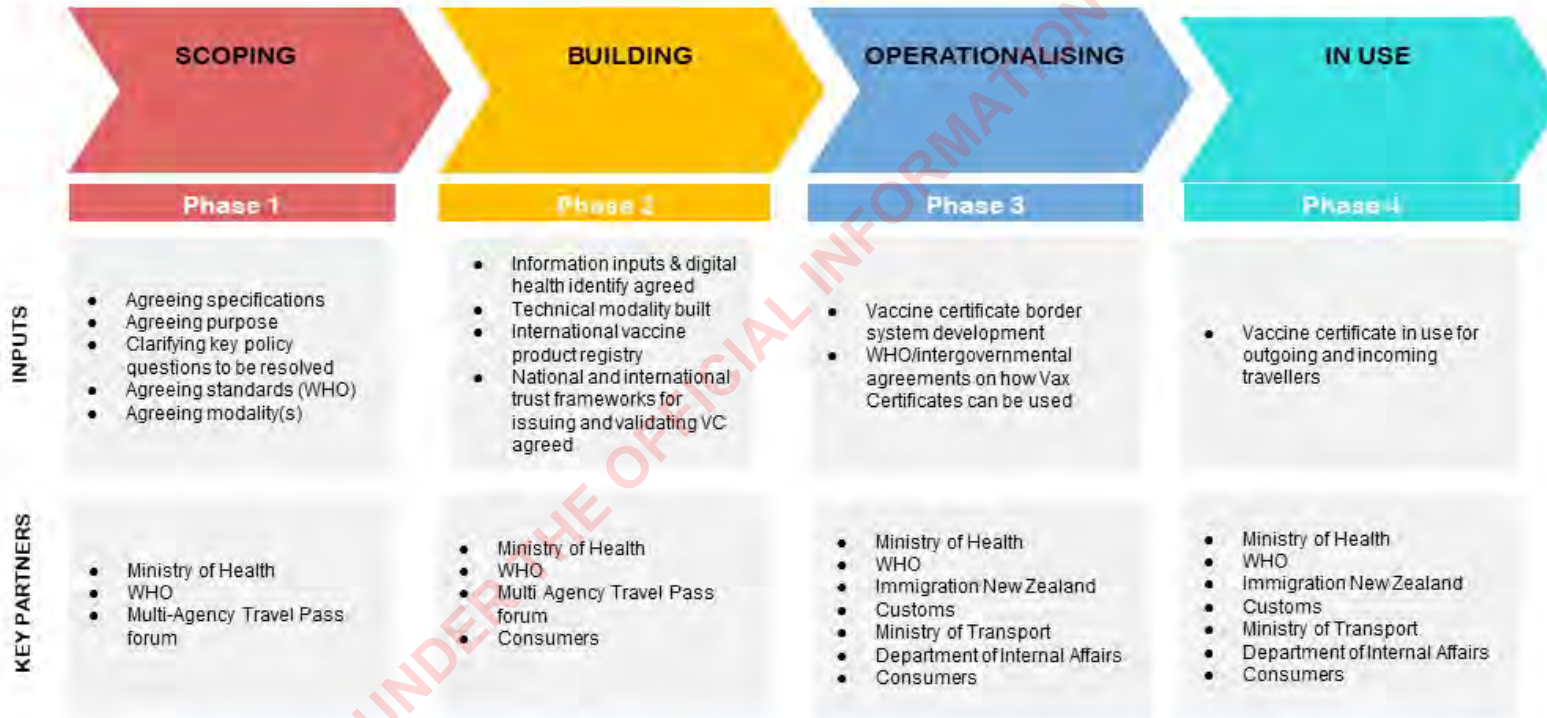 SCOPING
BUILDING
OPERATIONALISING
IN USE
Phase 1
Phase 2
Phase 3
Phase 4
INPUTS
● Agreeing specifications
● Agreeing purpose
● Clarifying key policy
questions to be resolved
● Agreeing standards (WHO)
● Agreeing modality(s)
● Information inputs & digital
health identify agreed
● Technical modality built
● International vaccine
product registry
● National and international
trust frameworks for
issuing and validating VC
agreed
● Vaccine certificate border
system development
● WHO/intergovernmental
agreements on how Vax
Certificates can be used
● Vaccine certificate in use for
outgoing and incoming
travellers
KEY PARTNERS
● Ministry of Health
● WHO
● Multi-Agency Travel Pass
forum
● Ministry of Health
● WHO
● Multi Agency Travel Pass
forum
● Consumers
● Ministry of Health
● WHO
● Immigration New Zealand
● Customs
● Ministry of Transport
● Department of Internal Affairs
● Consumers
● Ministry of Health
● WHO
● Immigration New Zealand
● Customs
● Ministry of Transport
● Department of Internal Affairs
● Consumers
UNDER THE OFFICIAL INFORMATION